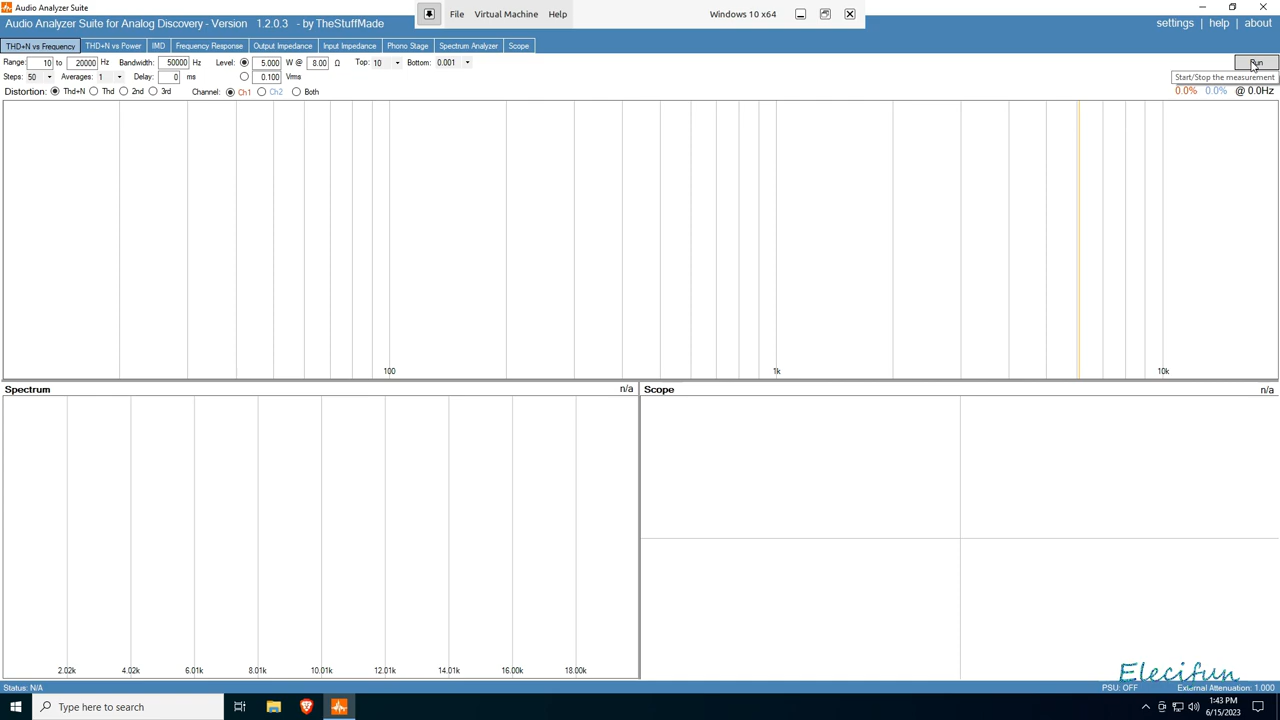 Audio Analyzer Suite
File Virtual Machine Help Windows 10 x64
Audio Analyzer Suite for Analog Discovery - Version 1.2.0.3 - by TheStuffMade
settings | help | about
THD+N vs Frequency THD+N vs Power IMD Frequency Response Output Impedance Input Impedance Phono Stage Spectrum Analyzer Scope
Range: 10 to 20000 Hz Bandwidth: 50000 Hz Level: 5.000 W @ 8.00 Ω Top: 10 Bottom: 0.001
Steps: 50 Averages: 1 Delay: 0 ms 0.100 Vrms Start/Stop the measurement
Distortion: Thd+N Thd 2nd 3rd Channel: Ch1 Ch2 Both 0.0% 0.0% @ 0.0Hz
100 1k 10k
Spectrum n/a Scope n/a
2.02k 4.02k 6.01k 8.01k 10.01k 12.01k 14.01k 16.00k 18.00k
Elecifun
Status: N/A PSU: OFF External Attenuation: 1.000
Type here to search
1:43 PM
6/15/2023